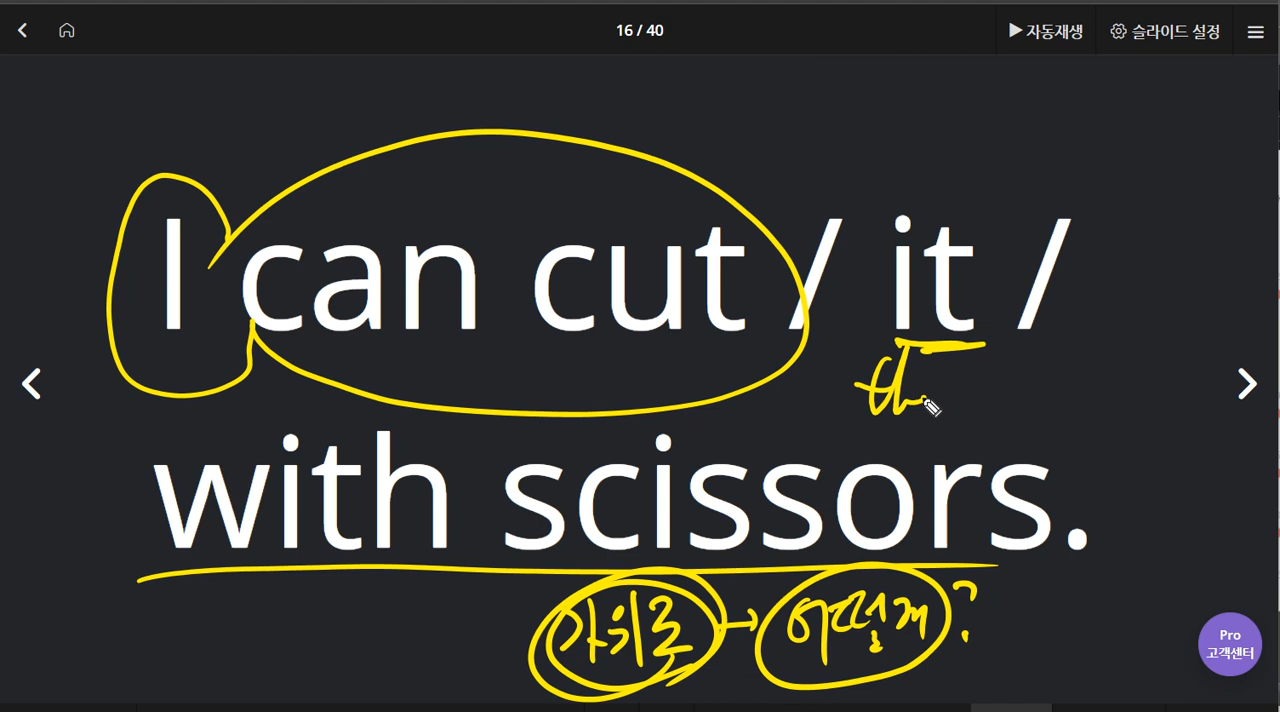 16 / 40
자동재생
슬라이드 설정
I can cut / it /
th
with scissors.
가위로 → 어떻게?
Pro
고객센터